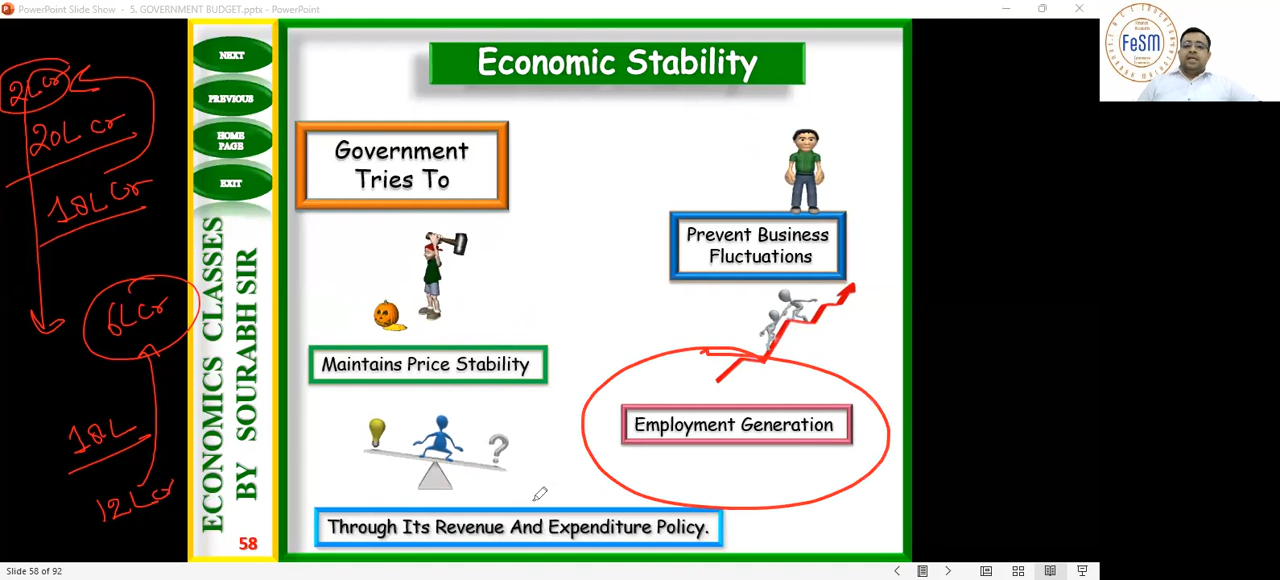 PowerPoint Slide Show - 5. GOVERNMENT BUDGET.pptx - PowerPoint
FeSM
2LCr
20L Cr
18L Cr
6LCr
18L
12L Cr
NEXT
PREVIOUS
HOME
PAGE
EXIT
ECONOMICS CLASSES
BY SOURABH SIR
58
Economic Stability
Government
Tries To
Prevent Business
Fluctuations
Maintains Price Stability
Employment Generation
?
Through Its Revenue And Expenditure Policy.
Slide 58 of 92